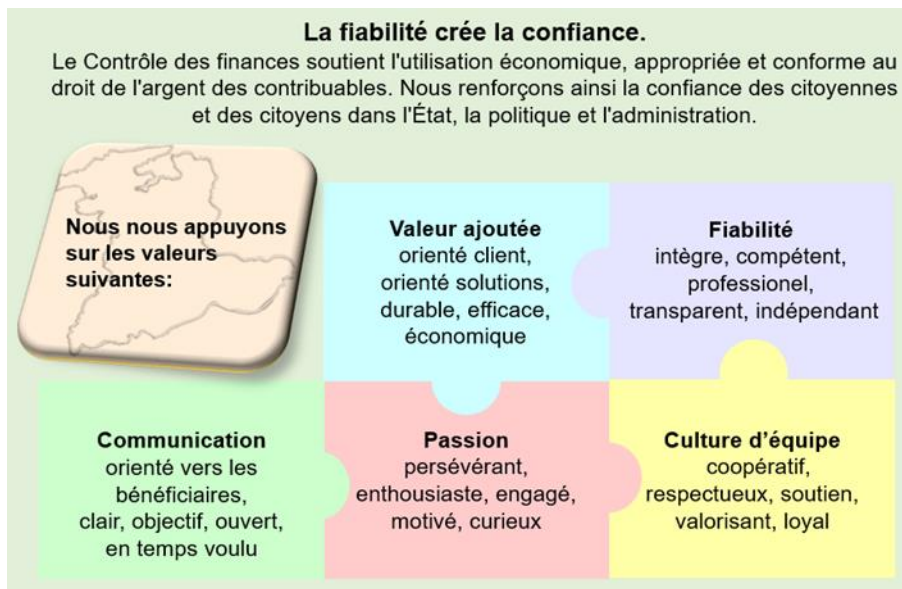 La fiabilité crée la confiance.
Le Contrôle des finances soutient l'utilisation économique, appropriée et conforme au
droit de l'argent des contribuables. Nous renforçons ainsi la confiance des citoyennes
et des citoyens dans l'État, la politique et l'administration.
Nous nous appuyons
sur les valeurs
suivantes:
Valeur ajoutée
orienté client,
orienté solutions,
durable, efficace,
économique
Fiabilité
intègre, compétent,
professionel,
transparent, indépendant
Communication
orienté vers les
bénéficiaires,
clair, objectif, ouvert,
en temps voulu
Passion
persévérant,
enthousiaste, engagé,
motivé, curieux
Culture d'équipe
coopératif,
respectueux, soutien,
valorisant, loyal